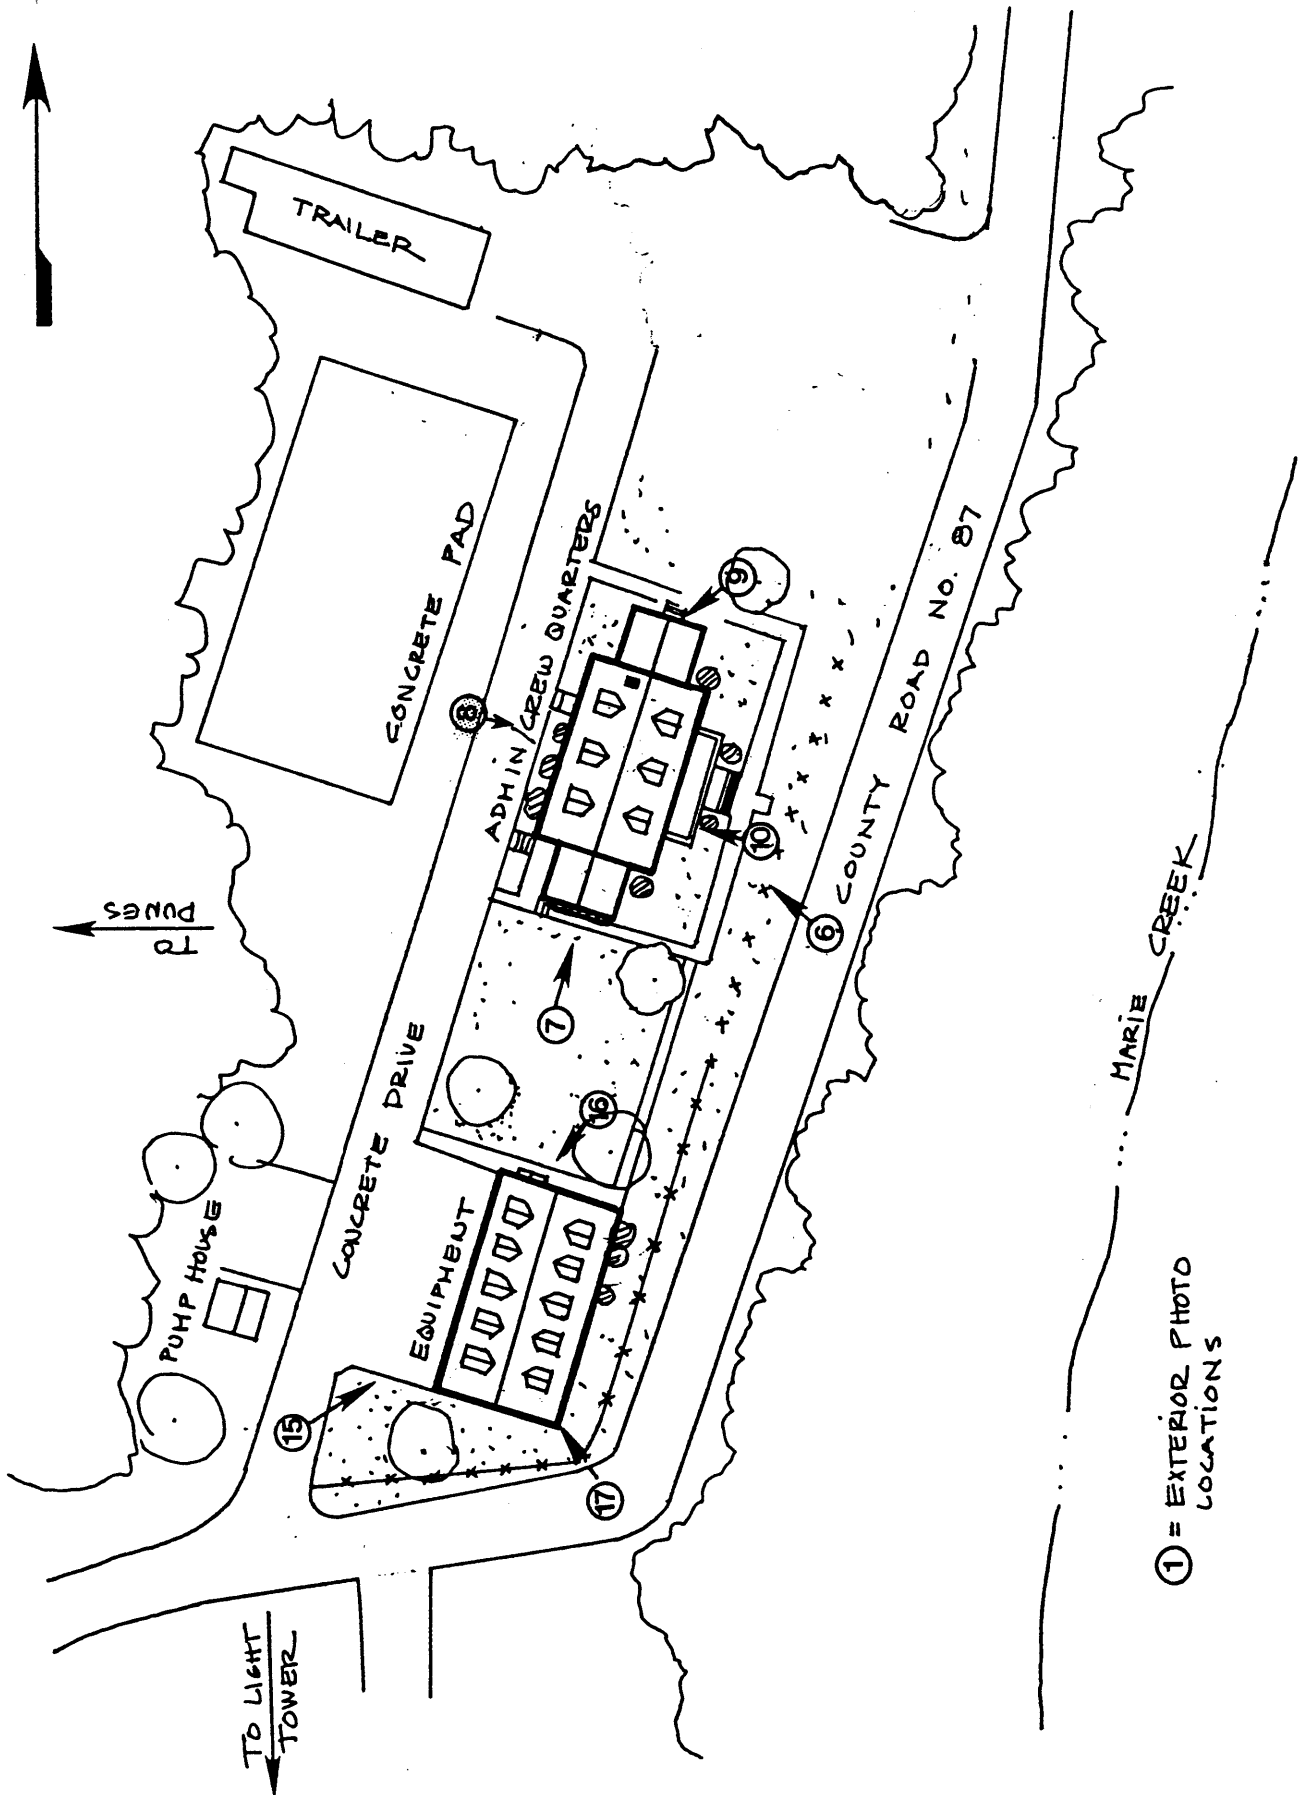 TRAILER
CONCRETE PAD
ADMIN/CREW QUARTERS
8
9
10
7
6
16
TO
DUNES
CONCRETE DRIVE
COUNTY ROAD NO. 87
MARIE CREEK
PUMP HOUSE
EQUIPMENT
15
17
TO LIGHT
TOWER
1 = EXTERIOR PHOTO
LOCATIONS